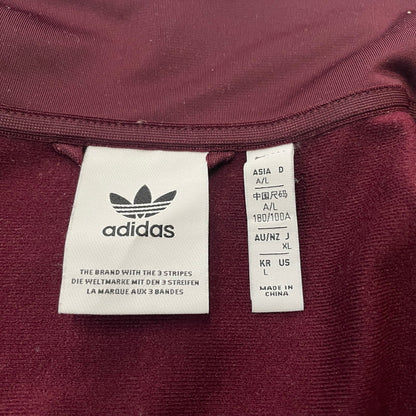 adidas
THE BRAND WITH THE 3 STRIPES
DIE WELTMARKE MIT DEN 3 STREIFEN
LA MARQUE AUX 3 BANDES
ASIA D
A/L
中国尺码
A/L
180/100A
AU/NZ J
XL
KR US
L
MADE IN
CHINA